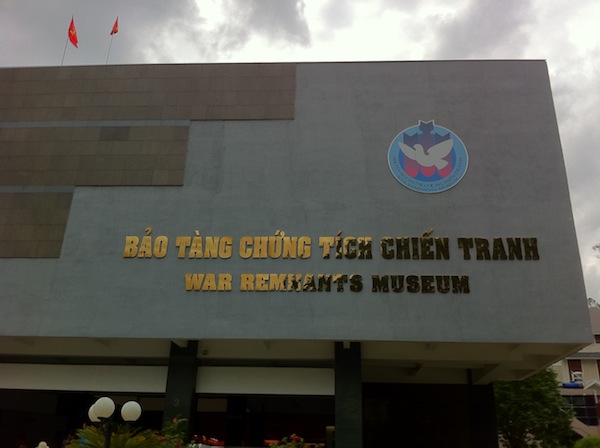 BẢO TÀNG CHỨNG TÍCH CHIẾN TRANH
WAR REMNANTS MUSEUM